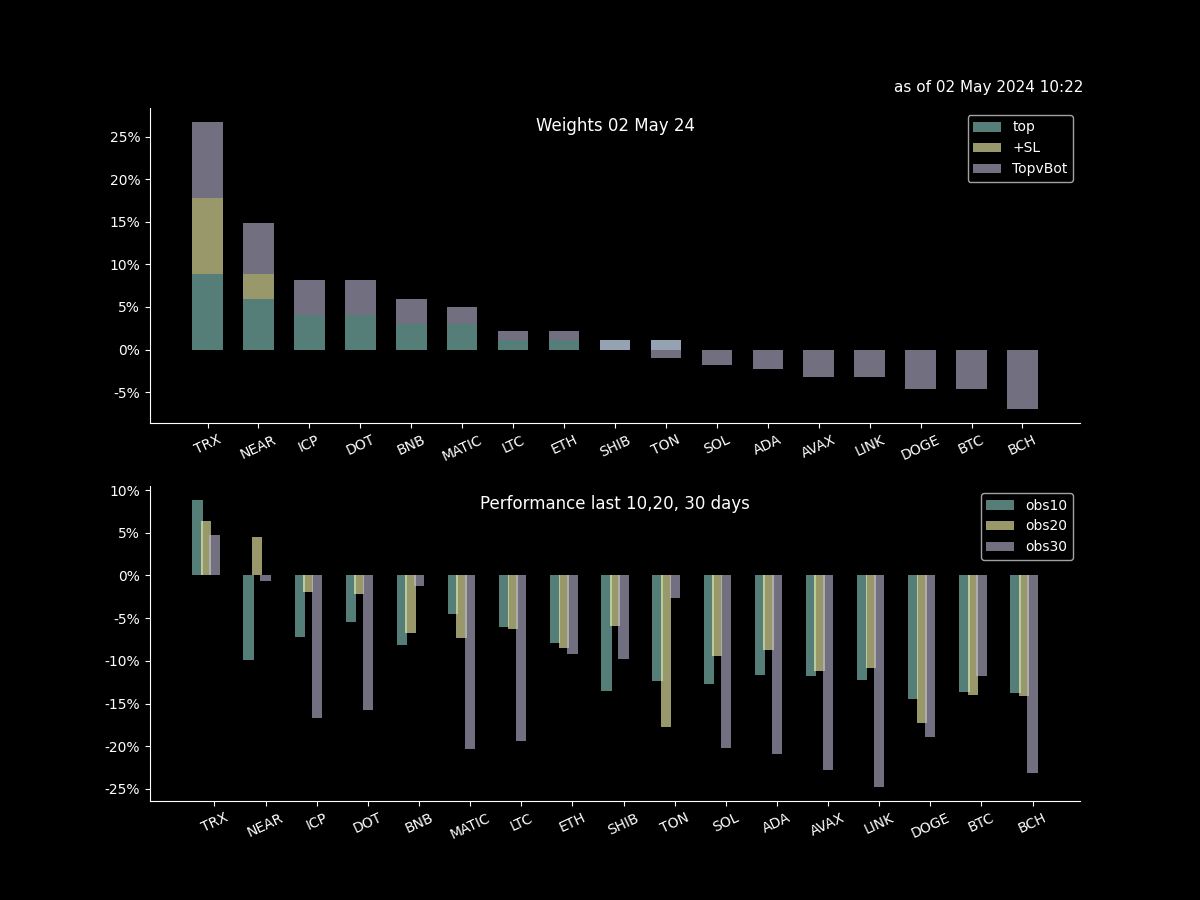 as of 02 May 2024 10:22
Weights 02 May 24
top
+SL
TopvBot
25%
20%
15%
10%
5%
0%
-5%
TRX NEAR ICP DOT BNB MATIC LTC ETH SHIB TON SOL ADA AVAX LINK DOGE BTC BCH
Performance last 10,20, 30 days
obs10
obs20
obs30
10%
5%
0%
-5%
-10%
-15%
-20%
-25%
TRX NEAR ICP DOT BNB MATIC LTC ETH SHIB TON SOL ADA AVAX LINK DOGE BTC BCH